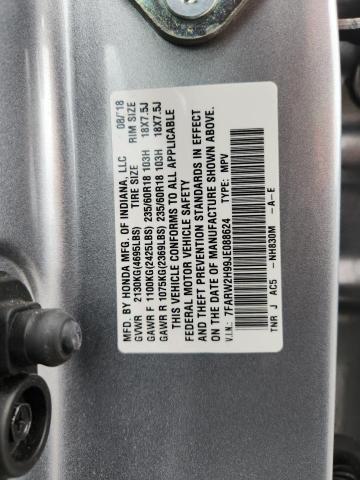 MFD. BY HONDA MFG. OF INDIANA, LLC 08/'18
GVWR 2130KG(4695LBS) TIRE SIZE RIM SIZE
GAWR F 1100KG(2425LBS) 235/60R18 103H 18X7.5J
GAWR R 1075KG(2369LBS) 235/60R18 103H 18X7.5J
THIS VEHICLE CONFORMS TO ALL APPLICABLE
FEDERAL MOTOR VEHICLE SAFETY
AND THEFT PREVENTION STANDARDS IN EFFECT
ON THE DATE OF MANUFACTURE SHOWN ABOVE.
V.I.N.: 7FARW2H99JE088624 TYPE: MPV
TNR J AC5 -NH830M -A-E